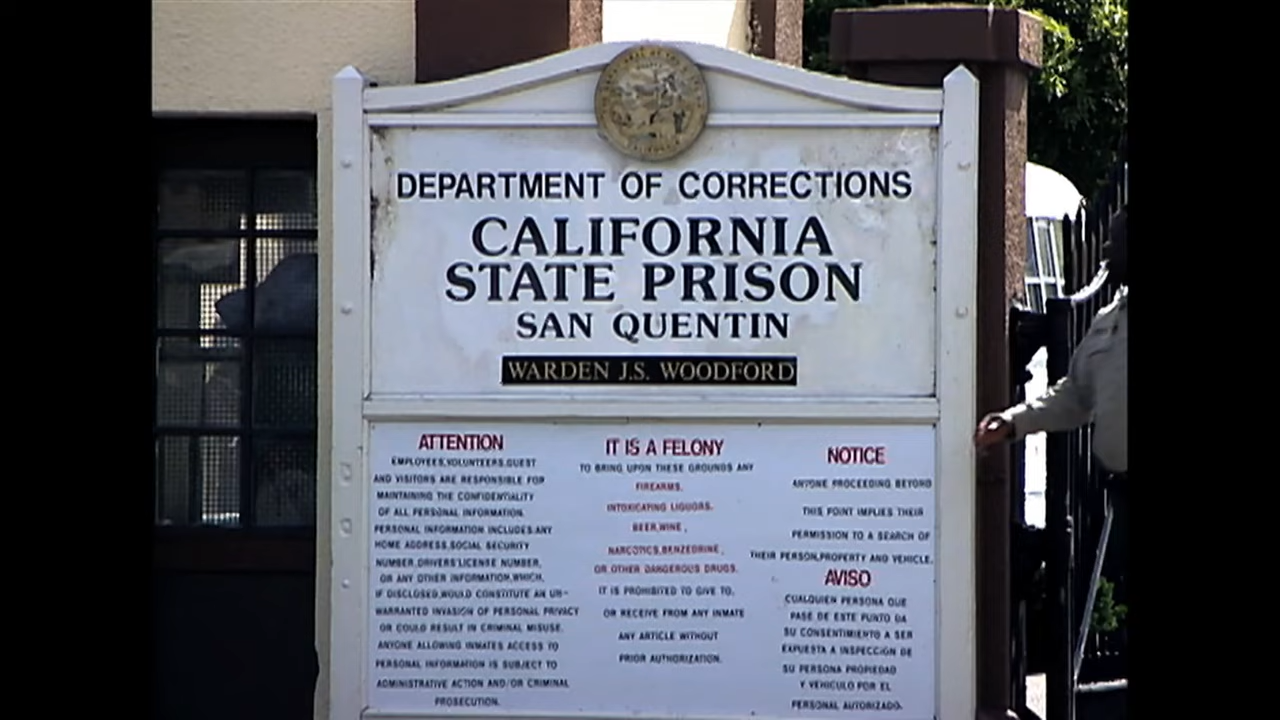 DEPARTMENT OF CORRECTIONS
CALIFORNIA
STATE PRISON
SAN QUENTIN
WARDEN J.S. WOODFORD
ATTENTION
EMPLOYEES,VOLUNTEERS,GUEST
AND VISITORS ARE RESPONSIBLE FOR
MAINTAINING THE CONFIDENTIALITY
OF ALL PERSONAL INFORMATION.
PERSONAL INFORMATION INCLUDES ANY
HOME ADDRESS,SOCIAL SECURITY
NUMBER,DRIVERS'LICENSE NUMBER,
OR ANY OTHER INFORMATION,WHICH,
IF DISCLOSED,WOULD CONSTITUTE AN UN-
WARRANTED INVASION OF PERSONAL PRIVACY
OR COULD RESULT IN CRIMINAL MISUSE.
ANYONE ALLOWING INMATES ACCESS TO
PERSONAL INFORMATION IS SUBJECT TO
ADMINISTRATIVE ACTION AND/OR CRIMINAL
PROSECUTION.
IT IS A FELONY
TO BRING UPON THESE GROUNDS ANY
FIREARMS,
INTOXICATING LIQUORS,
BEER,WINE,
NARCOTICS,BENZEDRINE,
OR OTHER DANGEROUS DRUGS.
IT IS PROHIBITED TO GIVE TO,
OR RECEIVE FROM ANY INMATE
ANY ARTICLE WITHOUT
PRIOR AUTHORIZATION.
NOTICE
ANYONE PROCEEDING BEYOND
THIS POINT IMPLIES THEIR
PERMISSION TO A SEARCH OF
THEIR PERSON,PROPERTY AND VEHICLE.
AVISO
CUALQUIEN PERSONA QUE
PASE DE ESTE PUNTO DA
SU CONSENTIMIENTO A SER
EXPUESTA A INSPECCION DE
SU PERSONA PROPIEDAD
Y VEHICULO POR EL
PERSONAL AUTORIZADO.